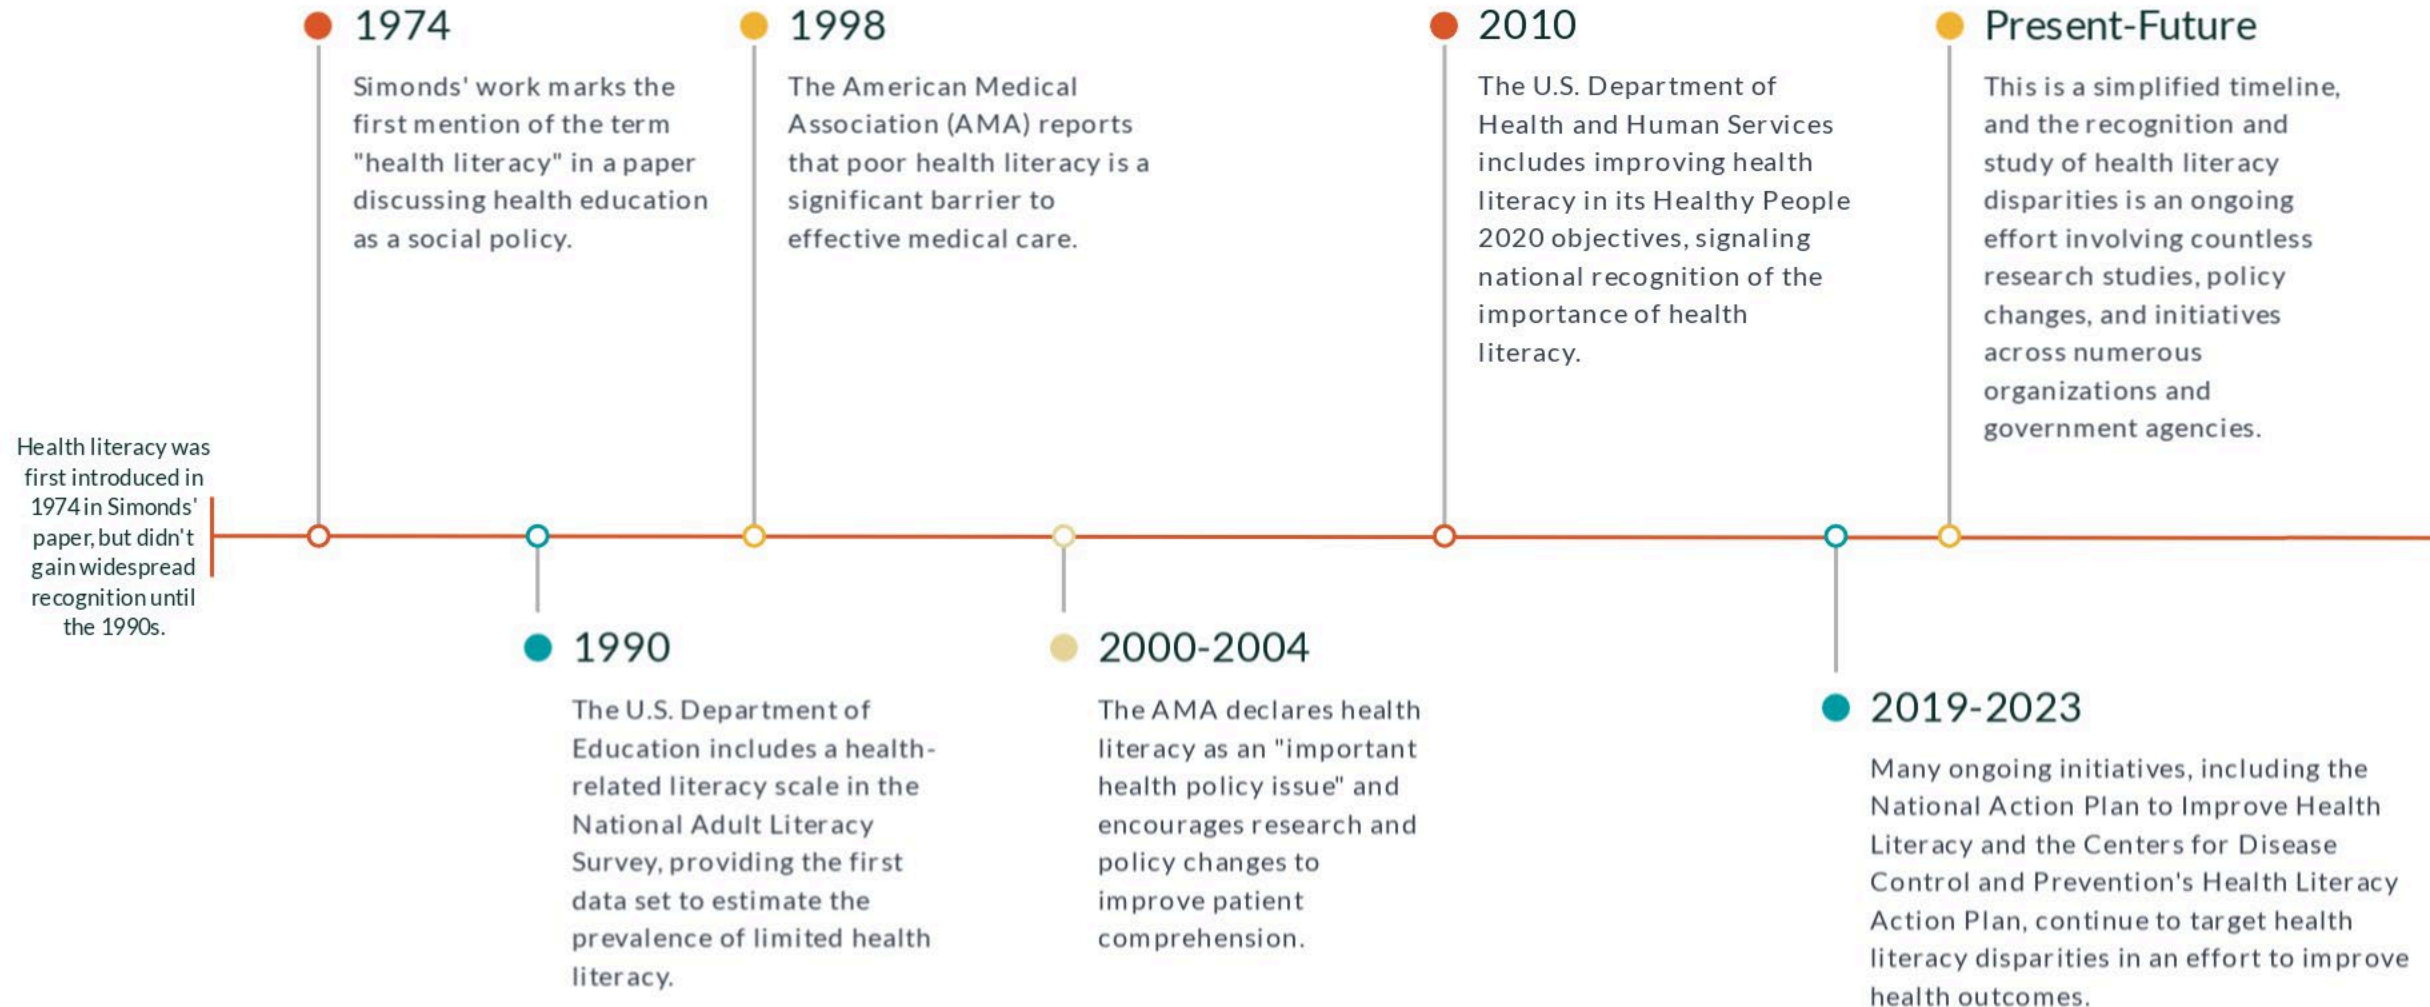 Health literacy was
first introduced in
1974 in Simonds'
paper, but didn't
gain widespread
recognition until
the 1990s.
1974
Simonds' work marks the
first mention of the term
"health literacy" in a paper
discussing health education
as a social policy.
1990
The U.S. Department of
Education includes a health-
related literacy scale in the
National Adult Literacy
Survey, providing the first
data set to estimate the
prevalence of limited health
literacy.
1998
The American Medical
Association (AMA) reports
that poor health literacy is a
significant barrier to
effective medical care.
2000-2004
The AMA declares health
literacy as an "important
health policy issue" and
encourages research and
policy changes to
improve patient
comprehension.
2010
The U.S. Department of
Health and Human Services
includes improving health
literacy in its Healthy People
2020 objectives, signaling
national recognition of the
importance of health
literacy.
2019-2023
Many ongoing initiatives, including the
National Action Plan to Improve Health
Literacy and the Centers for Disease
Control and Prevention's Health Literacy
Action Plan, continue to target health
literacy disparities in an effort to improve
health outcomes.
Present-Future
This is a simplified timeline,
and the recognition and
study of health literacy
disparities is an ongoing
effort involving countless
research studies, policy
changes, and initiatives
across numerous
organizations and
government agencies.